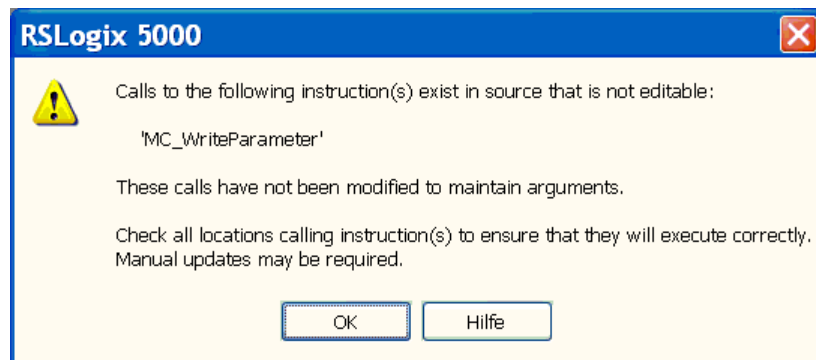 RSLogix 5000
Calls to the following instruction(s) exist in source that is not editable:
'MC_WriteParameter'
These calls have not been modified to maintain arguments.
Check all locations calling instruction(s) to ensure that they will execute correctly.
Manual updates may be required.
OK
Hilfe